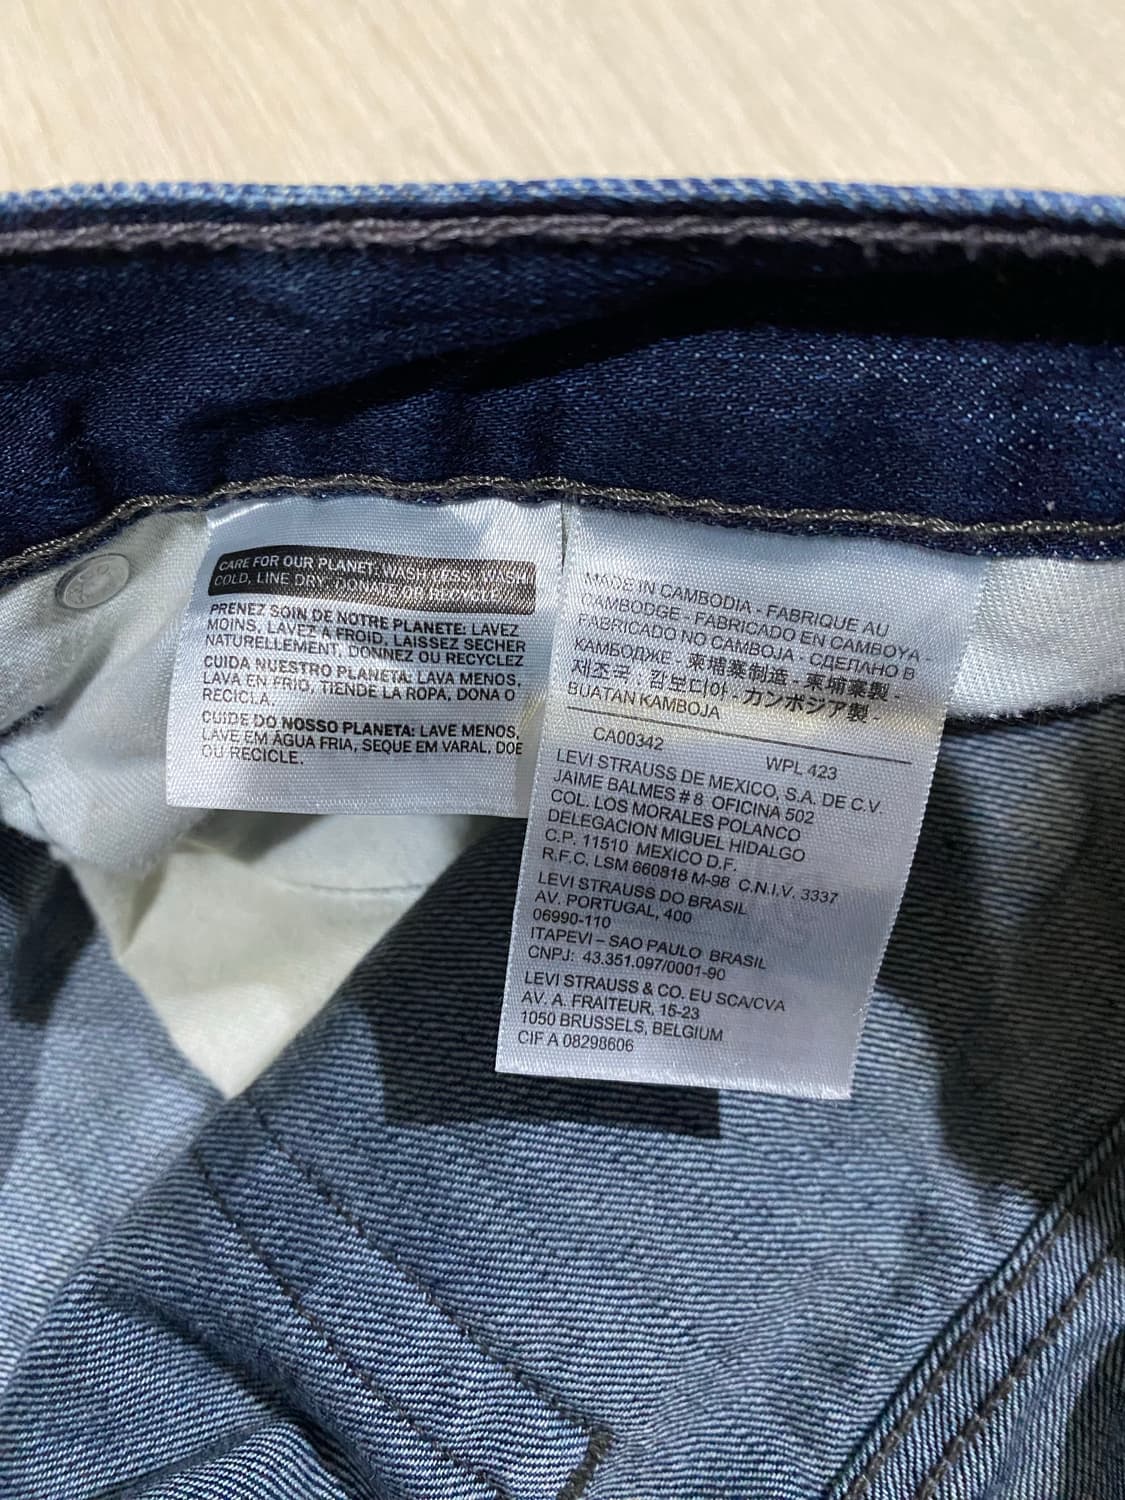 CARE FOR OUR PLANET: WASH LESS, WASH
COLD, LINE DRY, DONATE OR RECYCLE
PRENEZ SOIN DE NOTRE PLANETE: LAVEZ
MOINS, LAVEZ A FROID, LAISSEZ SECHER
NATURELLEMENT, DONNEZ OU RECYCLEZ
CUIDA NUESTRO PLANETA: LAVA MENOS,
LAVA EN FRIO, TIENDE LA ROPA, DONA O
RECICLA.
CUIDE DO NOSSO PLANETA: LAVE MENOS,
LAVE EM ÁGUA FRIA, SEQUE EM VARAL, DOE
OU RECICLE.
MADE IN CAMBODIA - FABRIQUE AU
CAMBODGE - FABRICADO EN CAMBOYA -
FABRICADO NO CAMBOJA - СДЕЛАНО В
КАМБОДЖЕ - 柬埔寨制造 - 柬埔寨製 -
제조국 : 캄보디아 - カンボジア製 -
BUATAN KAMBOJA
CA00342 WPL 423
LEVI STRAUSS DE MEXICO, S.A. DE C.V.
JAIME BALMES # 8 OFICINA 502
COL. LOS MORALES POLANCO
DELEGACION MIGUEL HIDALGO
C.P. 11510 MEXICO D.F.
R.F.C. LSM 660818 M-98 C.N.I.V. 3337
LEVI STRAUSS DO BRASIL
AV. PORTUGAL, 400
06990-110
ITAPEVI – SAO PAULO BRASIL
CNPJ: 43.351.097/0001-90
LEVI STRAUSS & CO. EU SCA/CVA
AV. A. FRAITEUR, 15-23
1050 BRUSSELS, BELGIUM
CIF A 08298606